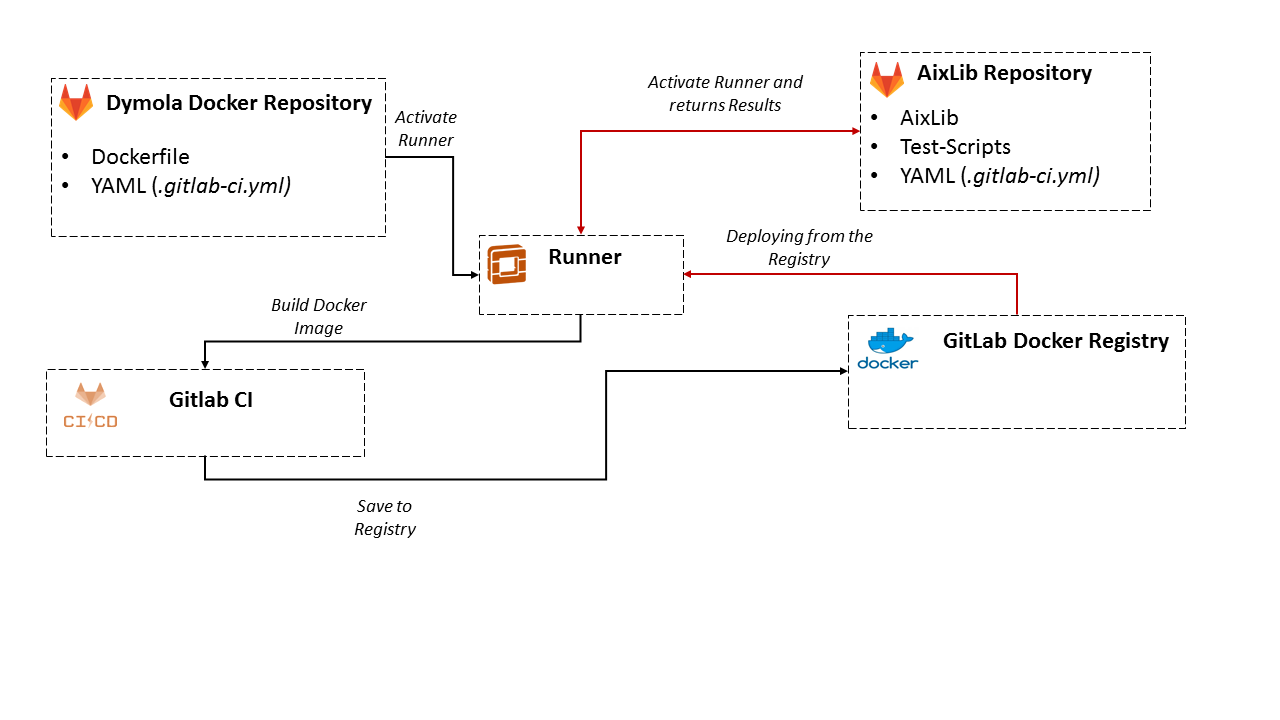 Dymola Docker Repository
• Dockerfile
• YAML (.gitlab-ci.yml)
Activate
Runner
Activate Runner and
returns Results
AixLib Repository
• AixLib
• Test-Scripts
• YAML (.gitlab-ci.yml)
Runner
Deploying from the
Registry
Build Docker
Image
docker
GitLab Docker Registry
CI CD
Gitlab CI
Save to
Registry